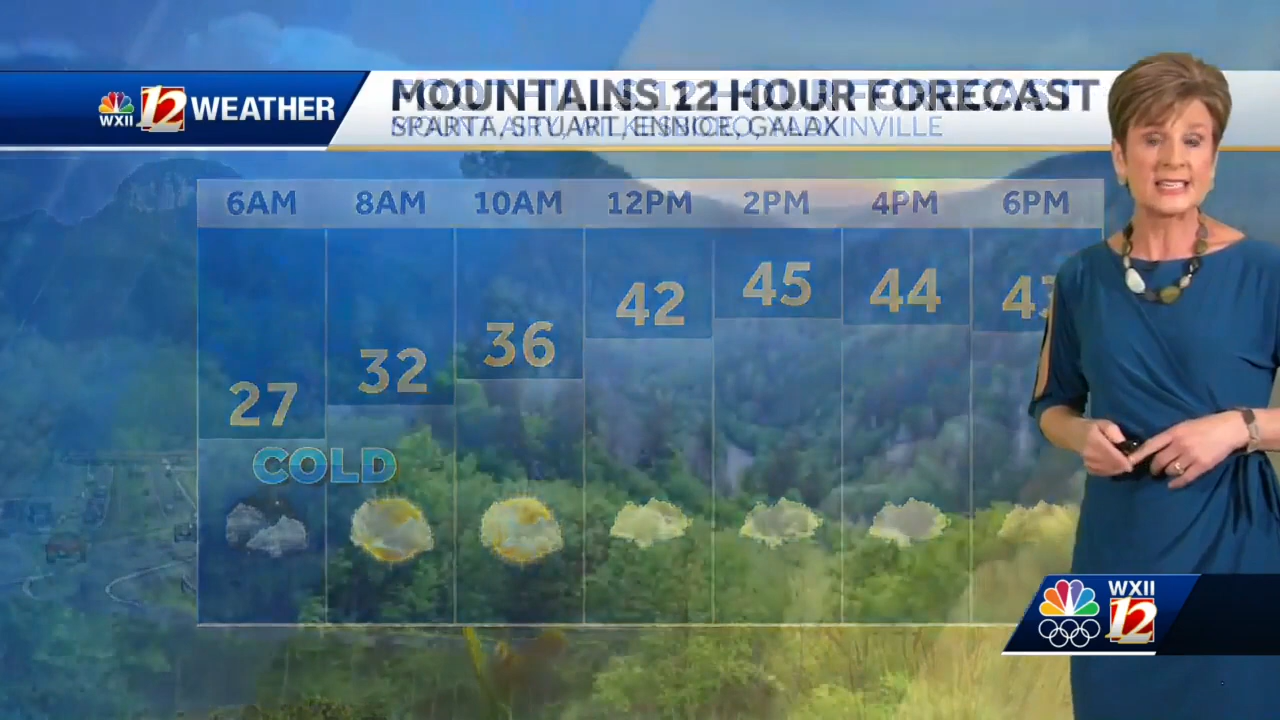 WXII 12 WEATHER
MOUNTAINS 12 HOUR FORECAST
SPARTA, STUART, ENNICE, GALAX
6AM 8AM 10AM 12PM 2PM 4PM 6PM
27 32 36 42 45 44
COLD
WXII
12